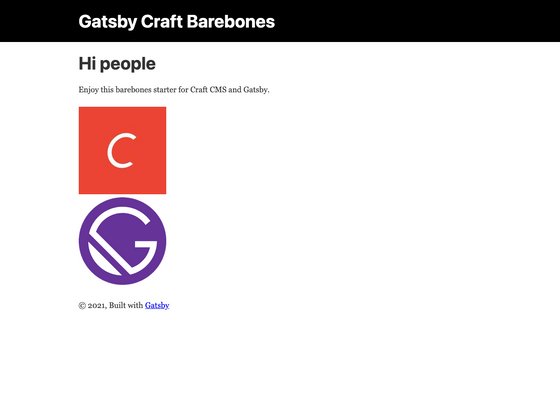 Gatsby Craft Barebones
Hi people
Enjoy this barebones starter for Craft CMS and Gatsby.
C
© 2021, Built with Gatsby